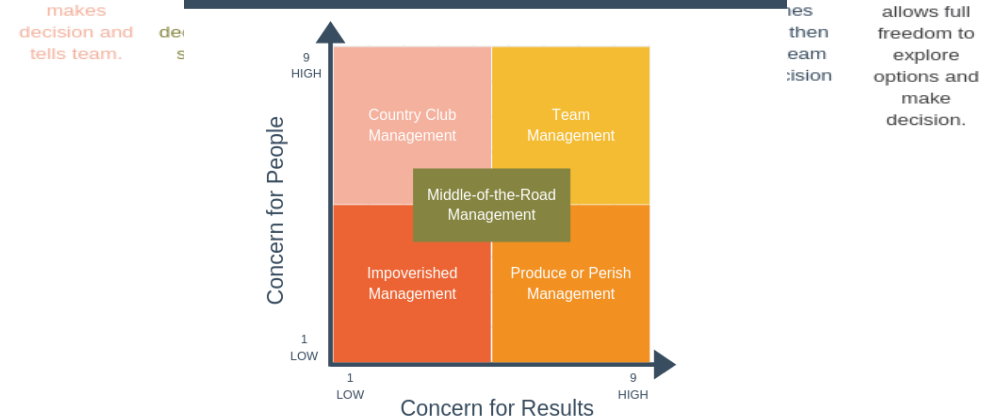 makes
decision and
tells team.
then
allows full
freedom to
explore
options and
make
decision.
9
HIGH
Concern for People
Country Club
Management
Team
Management
Middle-of-the-Road
Management
Impoverished
Management
Produce or Perish
Management
1
LOW
1
LOW
9
HIGH
Concern for Results